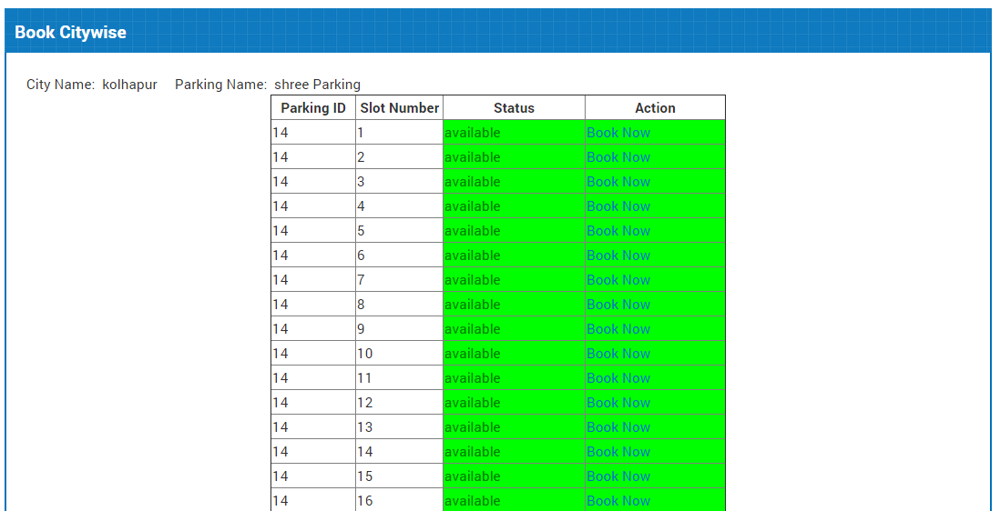 Book Citywise
City Name: kolhapur Parking Name: shree Parking
Parking ID Slot Number Status Action
14 1 available Book Now
14 2 available Book Now
14 3 available Book Now
14 4 available Book Now
14 5 available Book Now
14 6 available Book Now
14 7 available Book Now
14 8 available Book Now
14 9 available Book Now
14 10 available Book Now
14 11 available Book Now
14 12 available Book Now
14 13 available Book Now
14 14 available Book Now
14 15 available Book Now
14 16 available Book Now